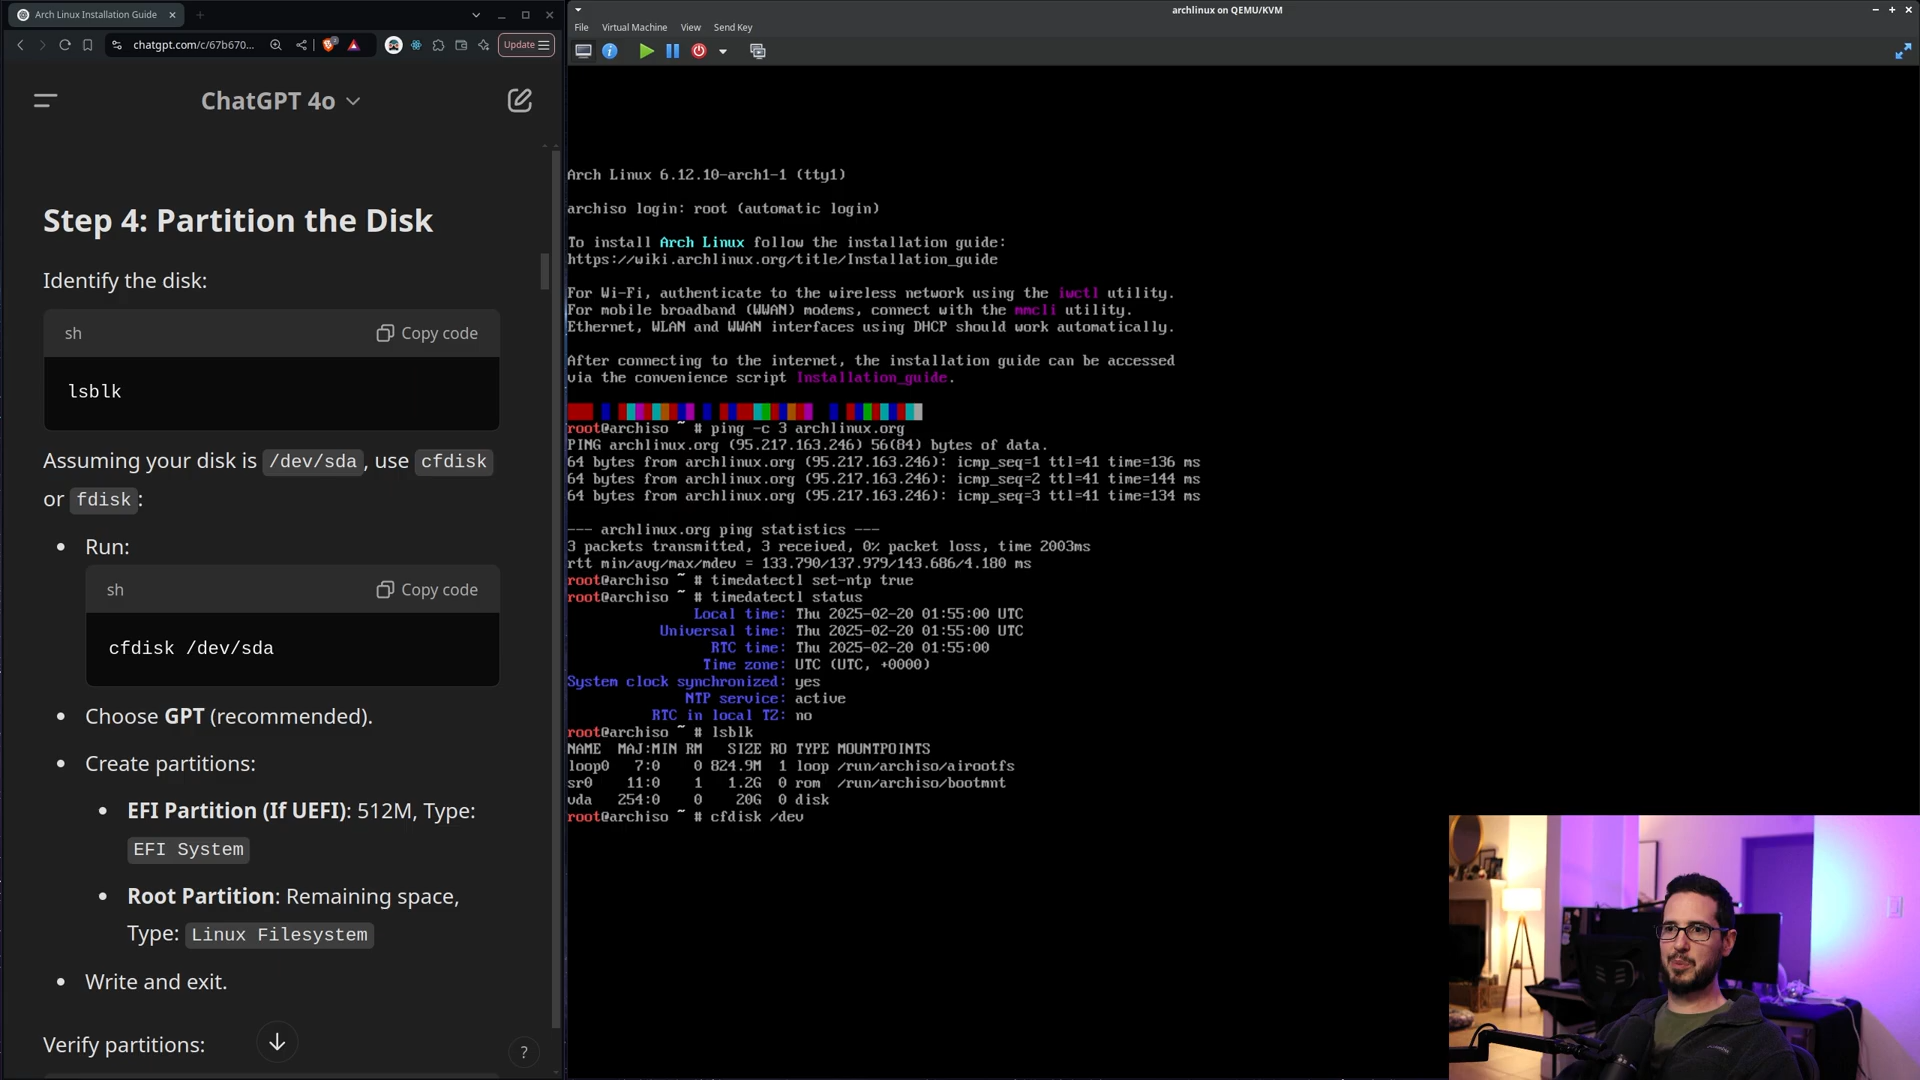 Arch Linux Installation Guide
chatgpt.com/c/67b670...
Update
ChatGPT 4o
Step 4: Partition the Disk
Identify the disk:
sh
Copy code
lsblk
Assuming your disk is /dev/sda, use cfdisk
or fdisk:
Run:
sh
Copy code
cfdisk /dev/sda
Choose GPT (recommended).
Create partitions:
EFI Partition (If UEFI): 512M, Type:
EFI System
Root Partition: Remaining space,
Type: Linux Filesystem
Write and exit.
Verify partitions:
?
archlinux on QEMU/KVM
File Virtual Machine View Send Key
Arch Linux 6.12.10-arch1-1 (tty1)
archiso login: root (automatic login)
To install Arch Linux follow the installation guide:
https://wiki.archlinux.org/title/Installation_guide
For Wi-Fi, authenticate to the wireless network using the iwctl utility.
For mobile broadband (WWAN) modems, connect with the mmcli utility.
Ethernet, WLAN and WWAN interfaces using DHCP should work automatically.
After connecting to the internet, the installation guide can be accessed
via the convenience script Installation_guide.
root@archiso ~ # ping -c 3 archlinux.org
PING archlinux.org (95.217.163.246) 56(84) bytes of data.
64 bytes from archlinux.org (95.217.163.246): icmp_seq=1 ttl=41 time=136 ms
64 bytes from archlinux.org (95.217.163.246): icmp_seq=2 ttl=41 time=144 ms
64 bytes from archlinux.org (95.217.163.246): icmp_seq=3 ttl=41 time=134 ms
--- archlinux.org ping statistics ---
3 packets transmitted, 3 received, 0% packet loss, time 2003ms
rtt min/avg/max/mdev = 133.790/137.979/143.686/4.180 ms
root@archiso ~ # timedatectl set-ntp true
root@archiso ~ # timedatectl status
Local time: Thu 2025-02-20 01:55:00 UTC
Universal time: Thu 2025-02-20 01:55:00 UTC
RTC time: Thu 2025-02-20 01:55:00
Time zone: UTC (UTC, +0000)
System clock synchronized: yes
NTP service: active
RTC in local TZ: no
root@archiso ~ # lsblk
NAME MAJ:MIN RM SIZE RO TYPE MOUNTPOINTS
loop0 7:0 0 824.9M 1 loop /run/archiso/airootfs
sr0 11:0 1 1.2G 0 rom /run/archiso/bootmnt
vda 254:0 0 20G 0 disk
root@archiso ~ # cfdisk /dev